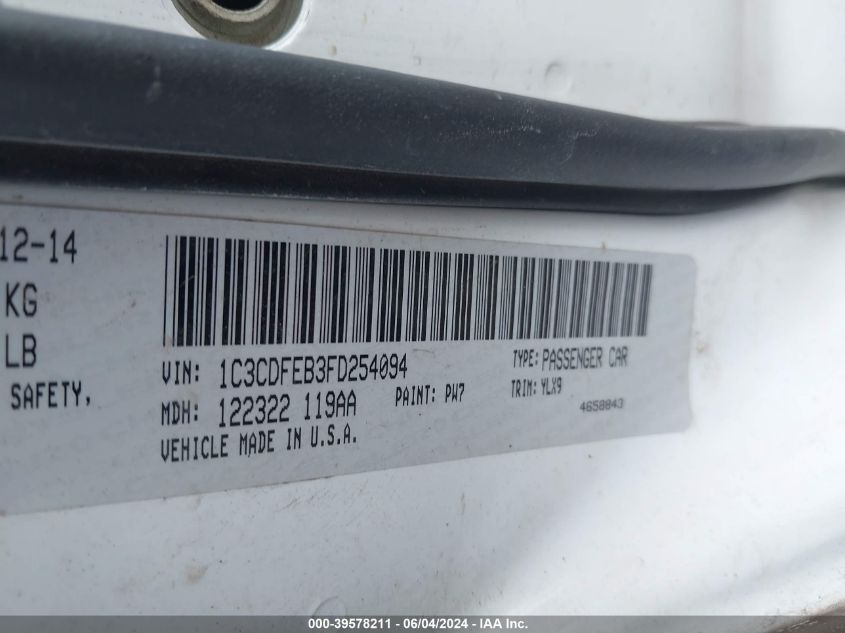 12-14
KG
LB
SAFETY,
VIN: 1C3CDFEB3FD254094
TYPE: PASSENGER CAR
MDH: 122322 119AA
PAINT: PW7
TRIM: YLX9
4658843
VEHICLE MADE IN U.S.A.
000-39578211 - 06/04/2024 - IAA Inc.